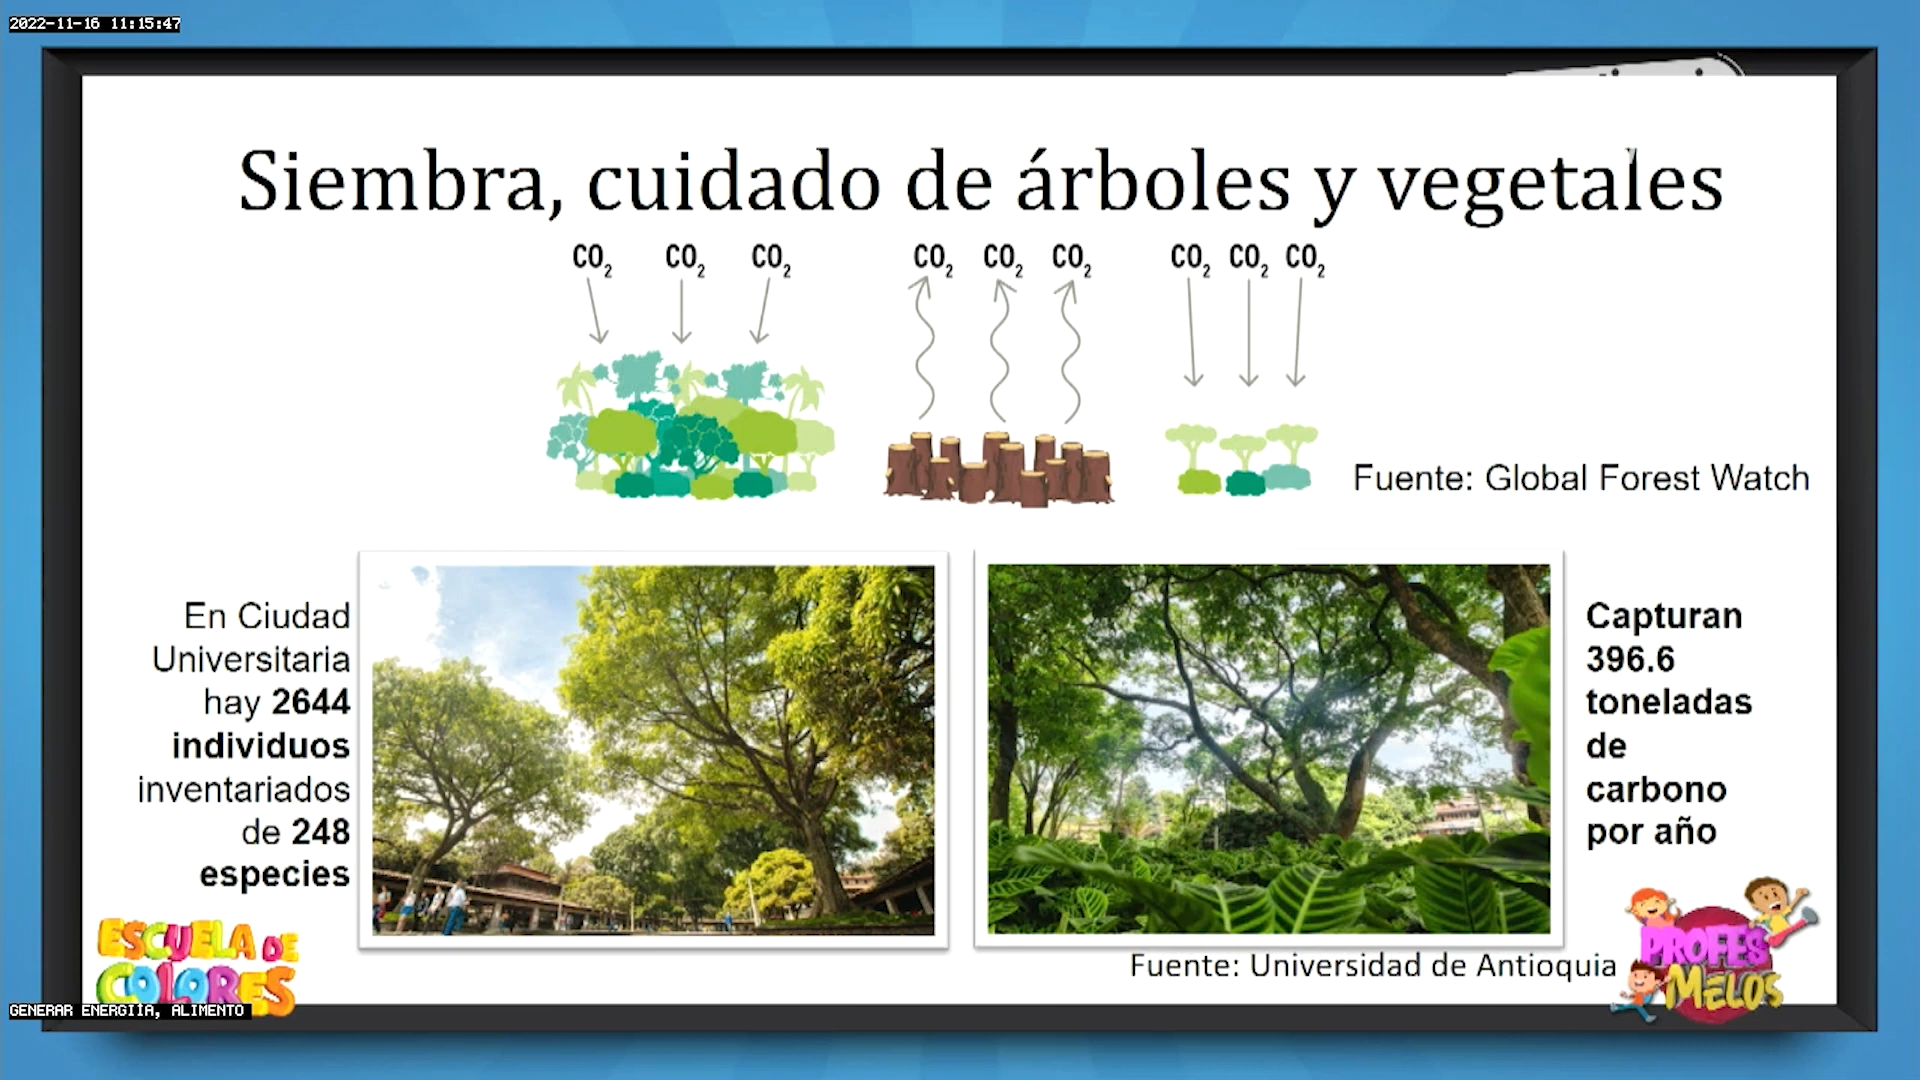 2022-11-16 11:15:47
Siembra, cuidado de árboles y vegetales
CO2 CO2 CO2 CO2 CO2 CO2 CO2 CO2 CO2
Fuente: Global Forest Watch
En Ciudad
Universitaria
hay 2644
individuos
inventariados
de 248
especies
Capturan
396.6
toneladas
de
carbono
por año
Fuente: Universidad de Antioquia
ESCUELA DE
COLORES
PROFES
MELOS
GENERAR ENERGIÍA, ALIMENTO